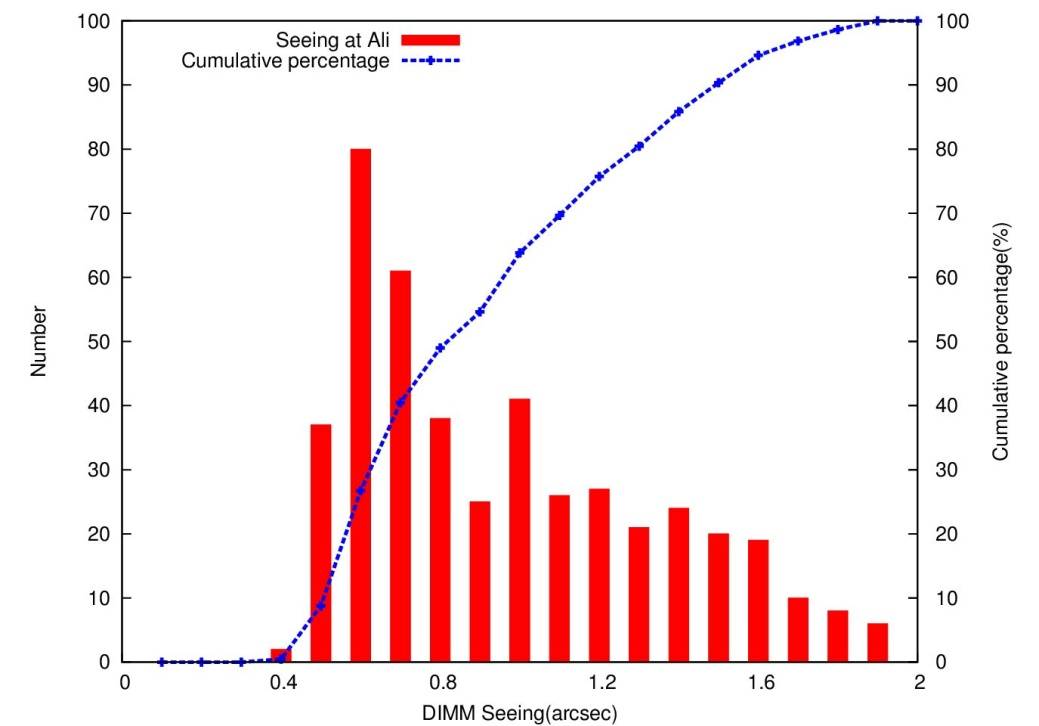 Seeing at Ali
Cumulative percentage
100 100
90 90
80 80
70 70
60 60
50 50
40 40
30 30
20 20
10 10
0 0
Number
Cumulative percentage(%)
0 0.4 0.8 1.2 1.6 2
DIMM Seeing(arcsec)